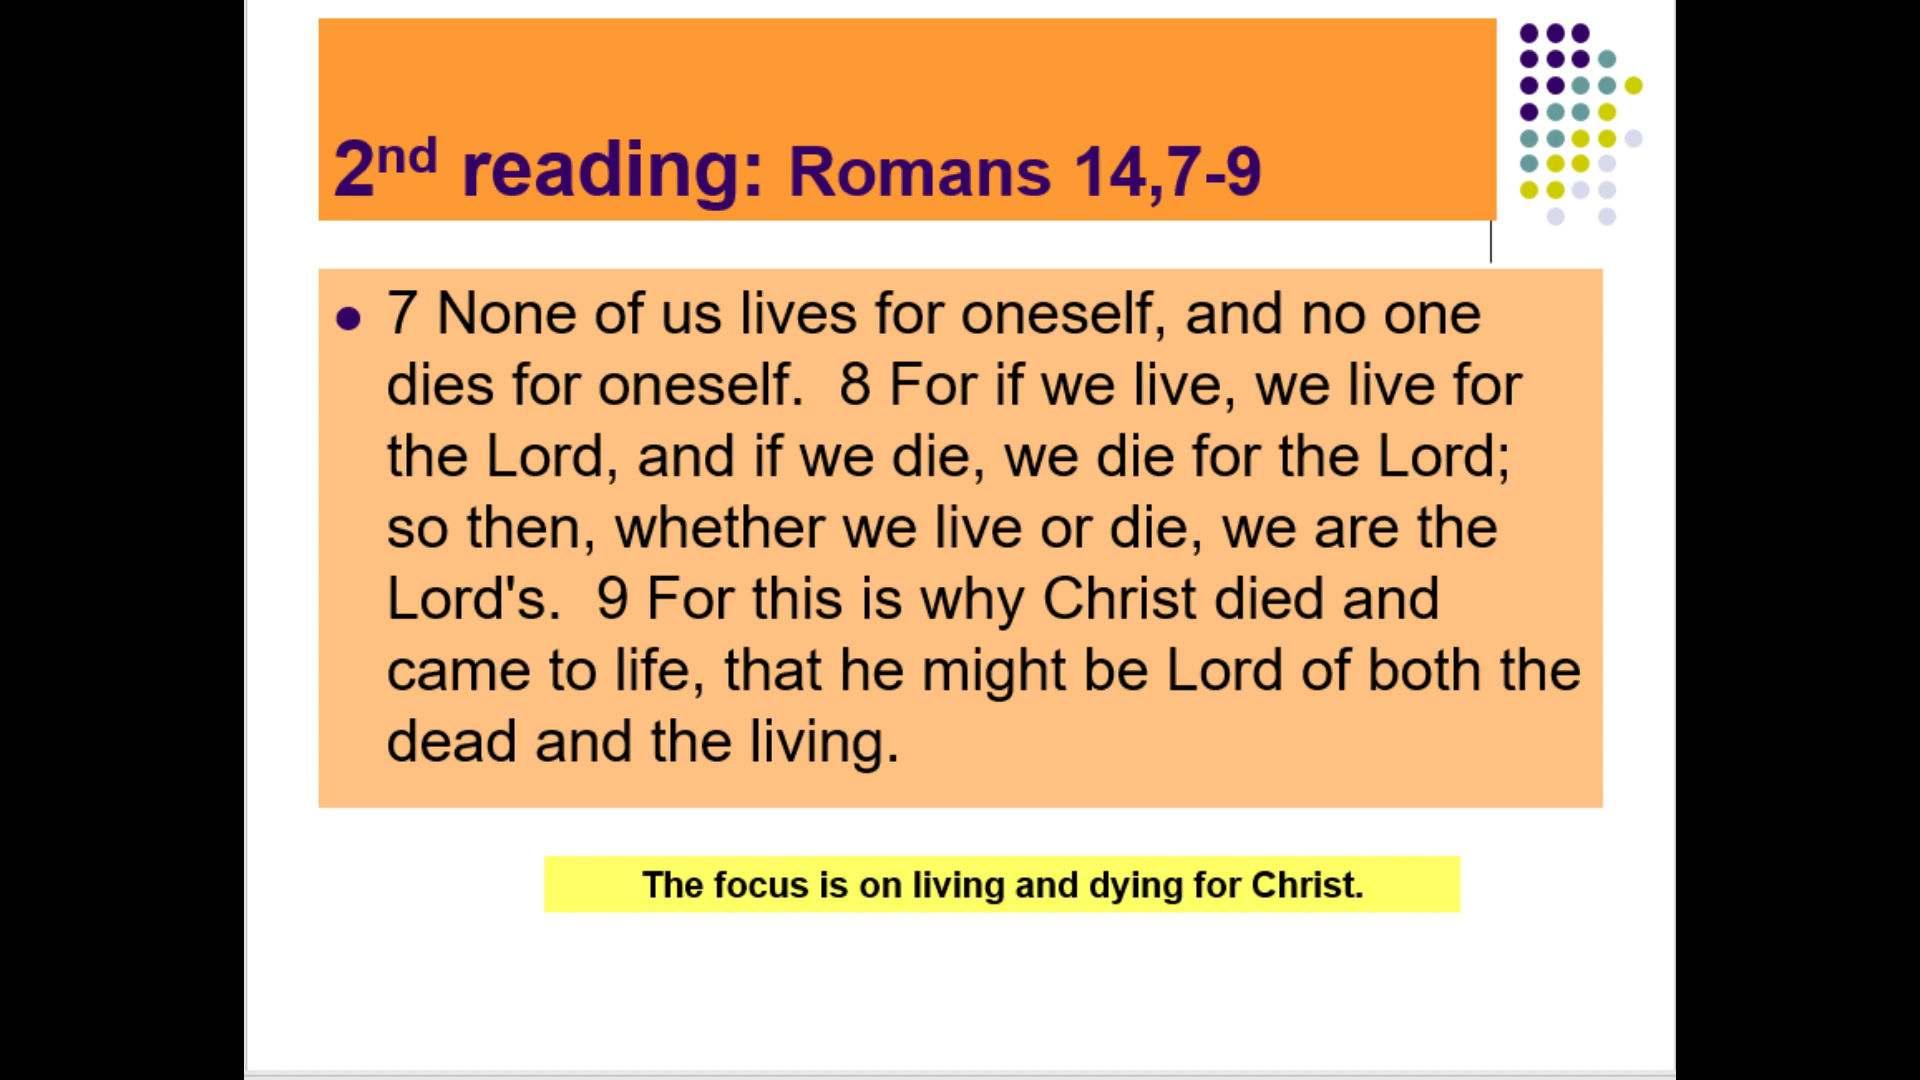 2nd reading: Romans 14,7-9
7 None of us lives for oneself, and no one
dies for oneself.  8 For if we live, we live for
the Lord, and if we die, we die for the Lord;
so then, whether we live or die, we are the
Lord's.  9 For this is why Christ died and
came to life, that he might be Lord of both the
dead and the living.
The focus is on living and dying for Christ.